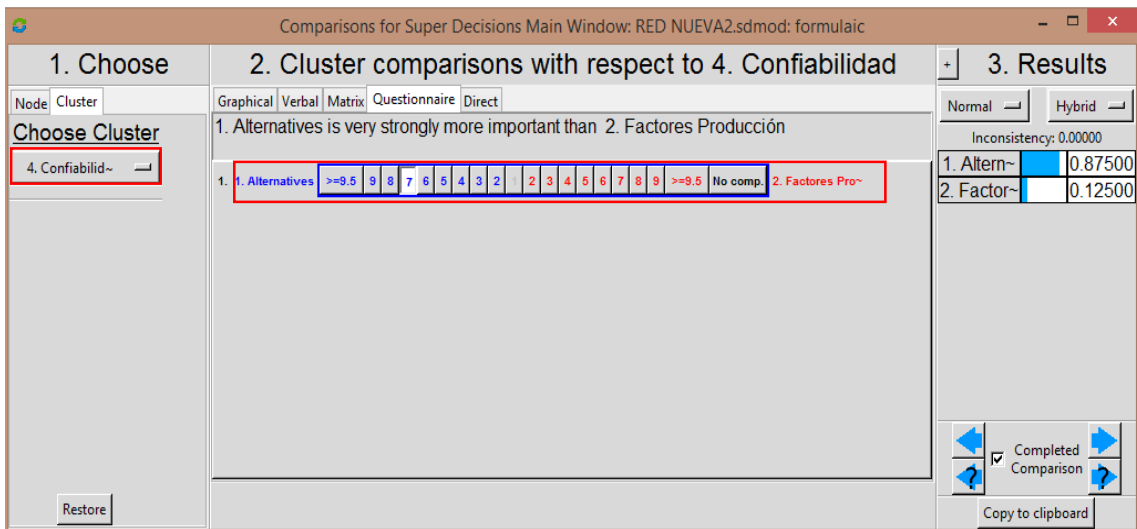 Comparisons for Super Decisions Main Window: RED NUEVA2.sdmod: formulaic
1. Choose
Node Cluster
Choose Cluster
4. Confiabilid~
Restore
2. Cluster comparisons with respect to 4. Confiabilidad
Graphical Verbal Matrix Questionnaire Direct
1. Alternatives is very strongly more important than 2. Factores Producción
1. 1. Alternatives >=9.5 9 8 7 6 5 4 3 2 1 2 3 4 5 6 7 8 9 >=9.5 No comp. 2. Factores Pro~
+ 3. Results
Normal Hybrid
Inconsistency: 0.00000
1. Altern~ 0.87500
2. Factor~ 0.12500
Completed
Comparison
? ?
Copy to clipboard